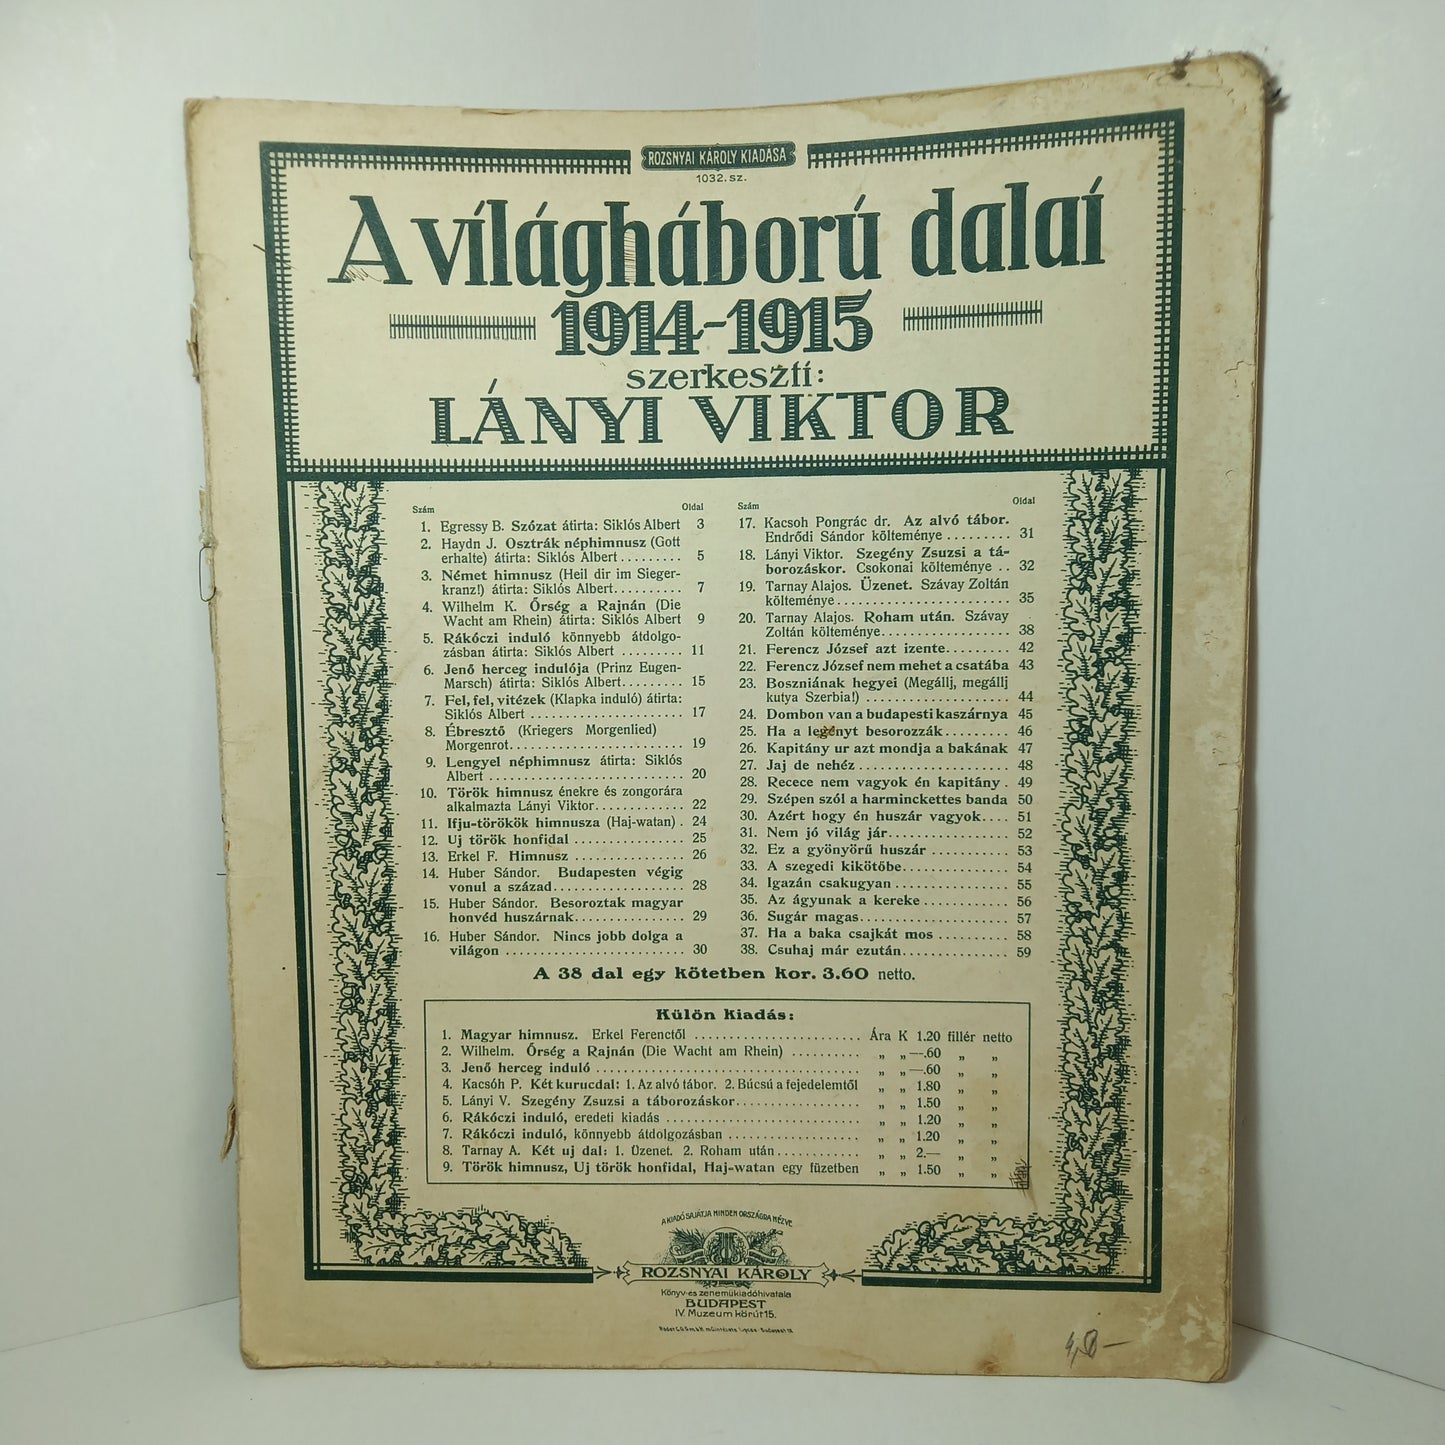 ROZSNYAI KÁROLY KIADÁSA
1032. sz.
A világháború dalai
1914-1915
szerkeszti:
LÁNYI VIKTOR
Szám Oldal
1. Egressy B. Szózat átirta: Siklós Albert 3
2. Haydn J. Osztrák néphimnusz (Gott
erhalte) átirta: Siklós Albert ......... 5
3. Német himnusz (Heil dir im Sieger-
kranz!) átirta: Siklós Albert.......... 7
4. Wilhelm K. Őrség a Rajnán (Die
Wacht am Rhein) átirta: Siklós Albert 9
5. Rákóczi induló könnyebb átdolgo-
zásban átirta: Siklós Albert ......... 11
6. Jenő herceg indulója (Prinz Eugen-
Marsch) átirta: Siklós Albert......... 15
7. Fel, fel, vitézek (Klapka induló) átirta:
Siklós Albert ...................... 17
8. Ébresztő (Kriegers Morgenlied)
Morgenrot......................... 19
9. Lengyel néphimnusz átirta: Siklós
Albert ............................ 20
10. Török himnusz énekre és zongorára
alkalmazta Lányi Viktor............. 22
11. Ifju-törökök himnusza (Haj-watan) . 24
12. Uj török honfidal ................ 25
13. Erkel F. Himnusz ................ 26
14. Huber Sándor. Budapesten végig
vonul a század................... 28
15. Huber Sándor. Besoroztak magyar
honvéd huszárnak................ 29
16. Huber Sándor. Nincs jobb dolga a
világon .......................... 30
Szám Oldal
17. Kacsoh Pongrác dr. Az alvó tábor.
Endrődi Sándor költeménye ......... 31
18. Lányi Viktor. Szegény Zsuzsi a tá-
borozáskor. Csokonai költeménye .. 32
19. Tarnay Alajos. Üzenet. Szávay Zoltán
költeménye......................... 35
20. Tarnay Alajos. Roham után. Szávay
Zoltán költeménye................... 38
21. Ferencz József azt izente......... 42
22. Ferencz József nem mehet a csatába 43
23. Boszniának hegyei (Megállj, megállj
kutya Szerbia!) ..................... 44
24. Dombon van a budapesti kaszárnya 45
25. Ha a legényt besorozzák......... 46
26. Kapitány ur azt mondja a bakának 47
27. Jaj de nehéz ..................... 48
28. Recece nem vagyok én kapitány . 49
29. Szépen szól a harminckettes banda 50
30. Azért hogy én huszár vagyok.... 51
31. Nem jó világ jár................. 52
32. Ez a gyönyörű huszár ........... 53
33. A szegedi kikötőbe............... 54
34. Igazán csakugyan ................ 55
35. Az ágyunak a kereke ............ 56
36. Sugár magas..................... 57
37. Ha a baka csajkát mos .......... 58
38. Csuhaj már ezután............... 59
A 38 dal egy kötetben kor. 3.60 netto.
Külön kiadás:
1. Magyar himnusz. Erkel Ferenctől ........................ Ára K 1.20 fillér netto
2. Wilhelm. Őrség a Rajnán (Die Wacht am Rhein) .......... „ „ —.60 „ „
3. Jenő herceg induló ...................................... „ „ —.60 „ „
4. Kacsóh P. Két kurucdal: 1. Az alvó tábor. 2. Búcsú a fejedelemtől „ „ 1.80 „ „
5. Lányi V. Szegény Zsuzsi a táborozáskor.................. „ „ 1.50 „ „
6. Rákóczi induló, eredeti kiadás ............................ „ „ 1.20 „ „
7. Rákóczi induló, könnyebb átdolgozásban ................... „ „ 1.20 „ „
8. Tarnay A. Két uj dal: 1. Üzenet. 2. Roham után............ „ „ 2.— „ „
9. Török himnusz, Uj török honfidal, Haj-watan egy füzetben „ „ 1.50 „ „
A KIADÓ SAJÁTJA MINDEN ORSZÁGRA NÉZVE
ROZSNYAI KÁROLY
Könyv-és zeneműkiadóhivatala
BUDAPEST
IV. Muzeum körút 15.